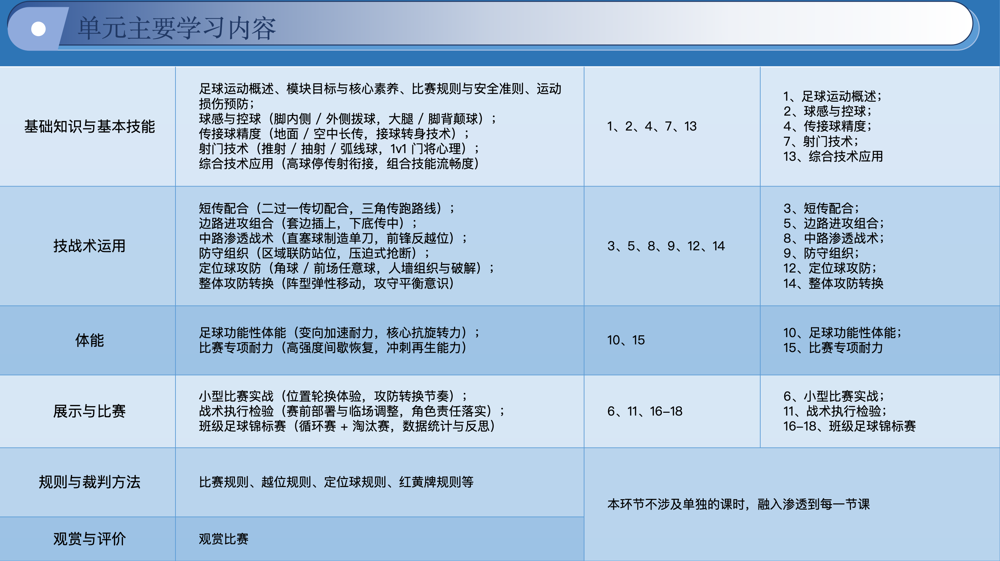 单元主要学习内容
基础知识与基本技能
足球运动概述、模块目标与核心素养、比赛规则与安全准则、运动
损伤预防；
球感与控球（脚内侧 / 外侧拨球，大腿 / 脚背颠球）；
传接球精度（地面 / 空中长传，接球转身技术）；
射门技术（推射 / 抽射 / 弧线球，1v1 门将心理）；
综合技术应用（高球停传射衔接，组合技能流畅度）
1、2、4、7、13
1、足球运动概述；
2、球感与控球；
4、传接球精度；
7、射门技术；
13、综合技术应用
技战术运用
短传配合（二过一传切配合，三角传跑路线）；
边路进攻组合（套边插上，下底传中）；
中路渗透战术（直塞球制造单刀，前锋反越位）；
防守组织（区域联防站位，压迫式抢断）；
定位球攻防（角球 / 前场任意球，人墙组织与破解）；
整体攻防转换（阵型弹性移动，攻守平衡意识）
3、5、8、9、12、14
3、短传配合；
5、边路进攻组合；
8、中路渗透战术；
9、防守组织；
12、定位球攻防；
14、整体攻防转换
体能
足球功能性体能（变向加速耐力，核心抗旋转力）；
比赛专项耐力（高强度间歇恢复，冲刺再生能力）
10、15
10、足球功能性体能；
15、比赛专项耐力
展示与比赛
小型比赛实战（位置轮换体验，攻防转换节奏）；
战术执行检验（赛前部署与临场调整，角色责任落实）；
班级足球锦标赛（循环赛 + 淘汰赛，数据统计与反思）
6、11、16–18
6、小型比赛实战；
11、战术执行检验；
16–18、班级足球锦标赛
规则与裁判方法
比赛规则、越位规则、定位球规则、红黄牌规则等
本环节不涉及单独的课时，融入渗透到每一节课
观赏与评价
观赏比赛